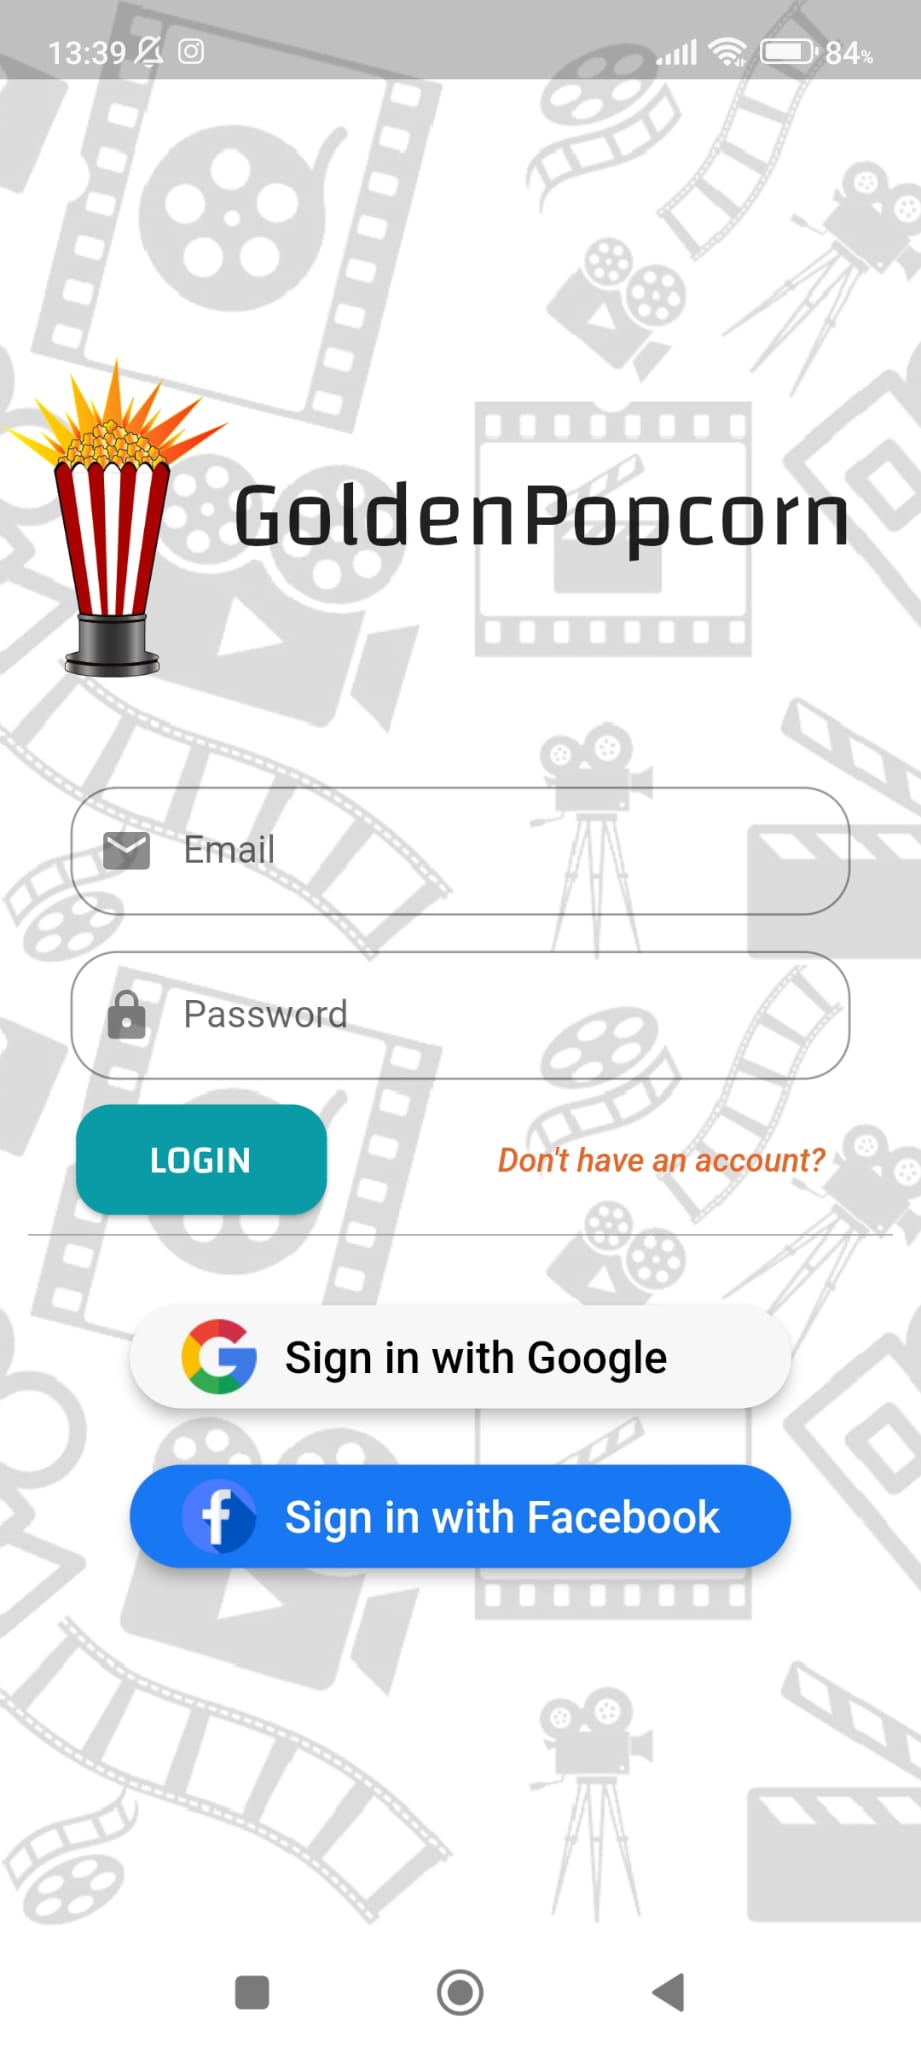 13:39 84%
GoldenPopcorn
Email
Password
LOGIN Don't have an account?
Sign in with Google
Sign in with Facebook